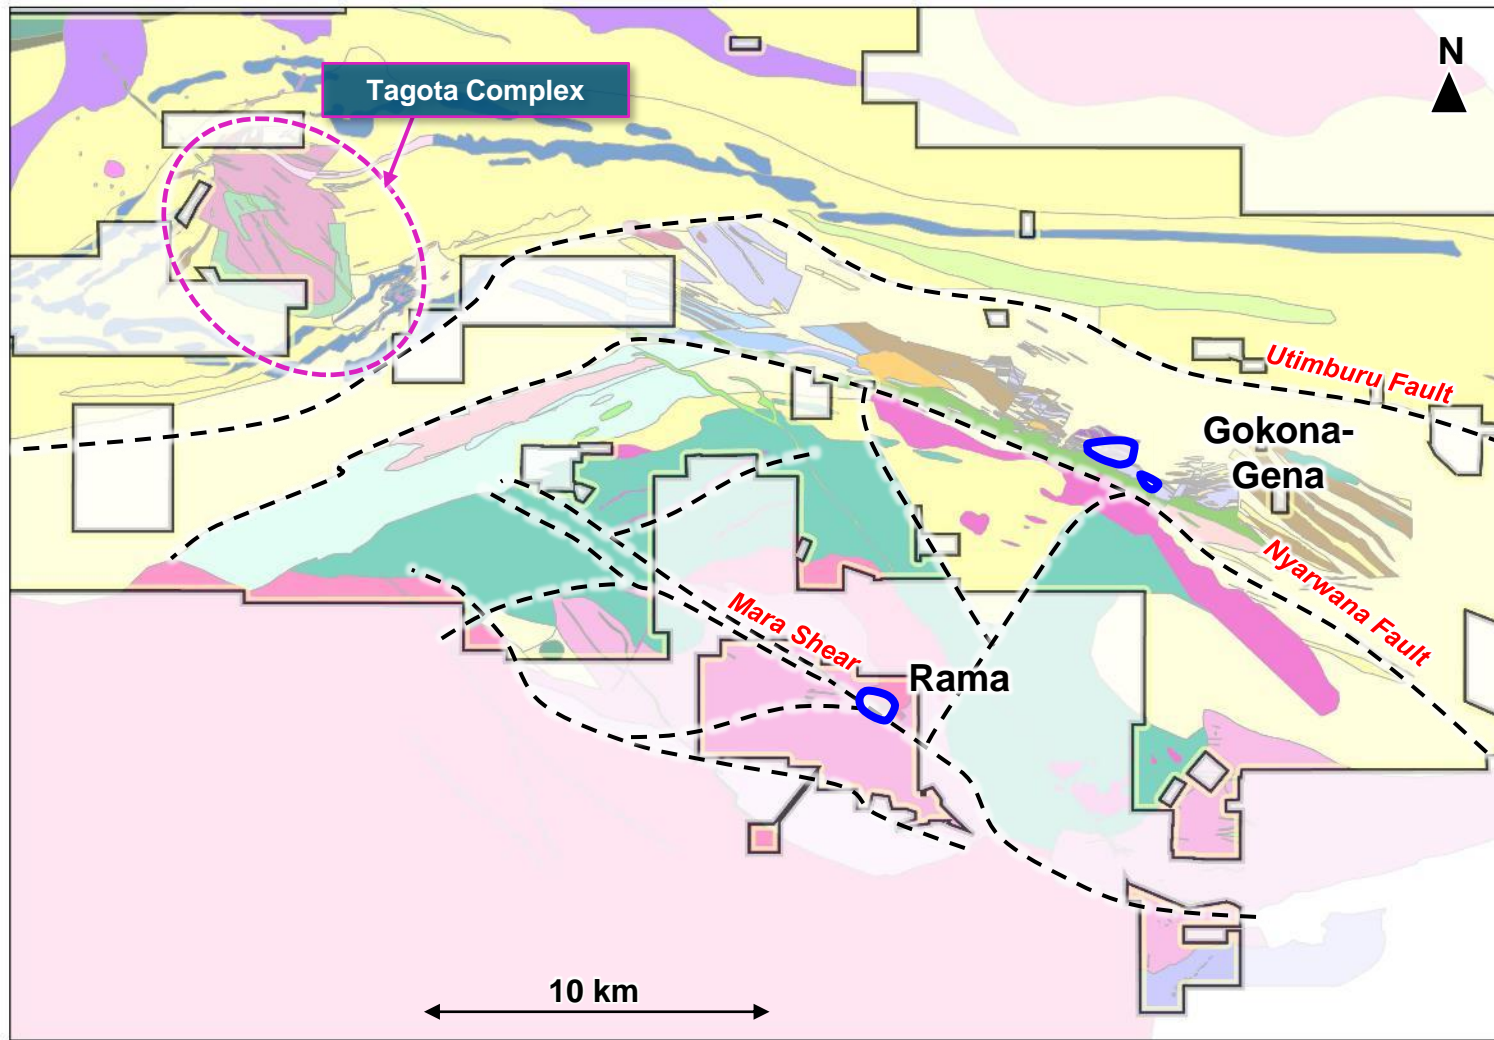 N
Tagota Complex
Utimburu Fault
Gokona-
Gena
Nyarwana Fault
Mara Shear
Rama
10 km